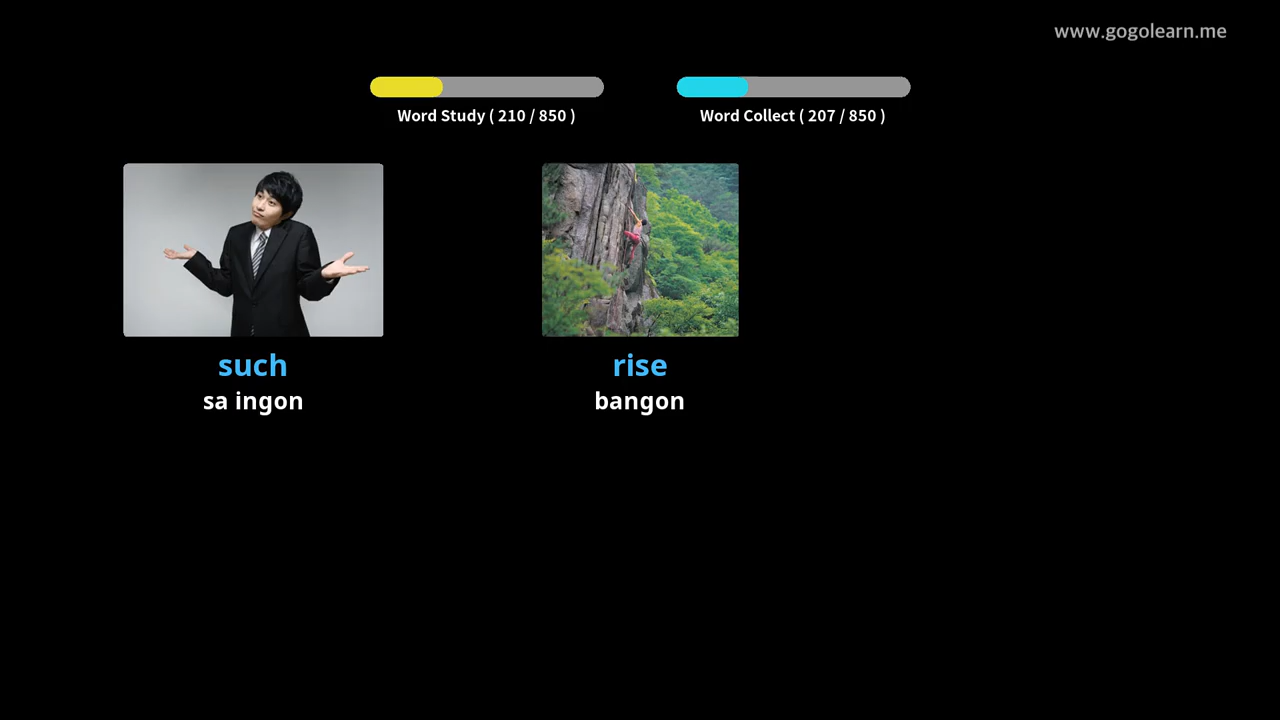 www.gogolearn.me
Word Study ( 210 / 850 )
Word Collect ( 207 / 850 )
such
sa ingon
rise
bangon